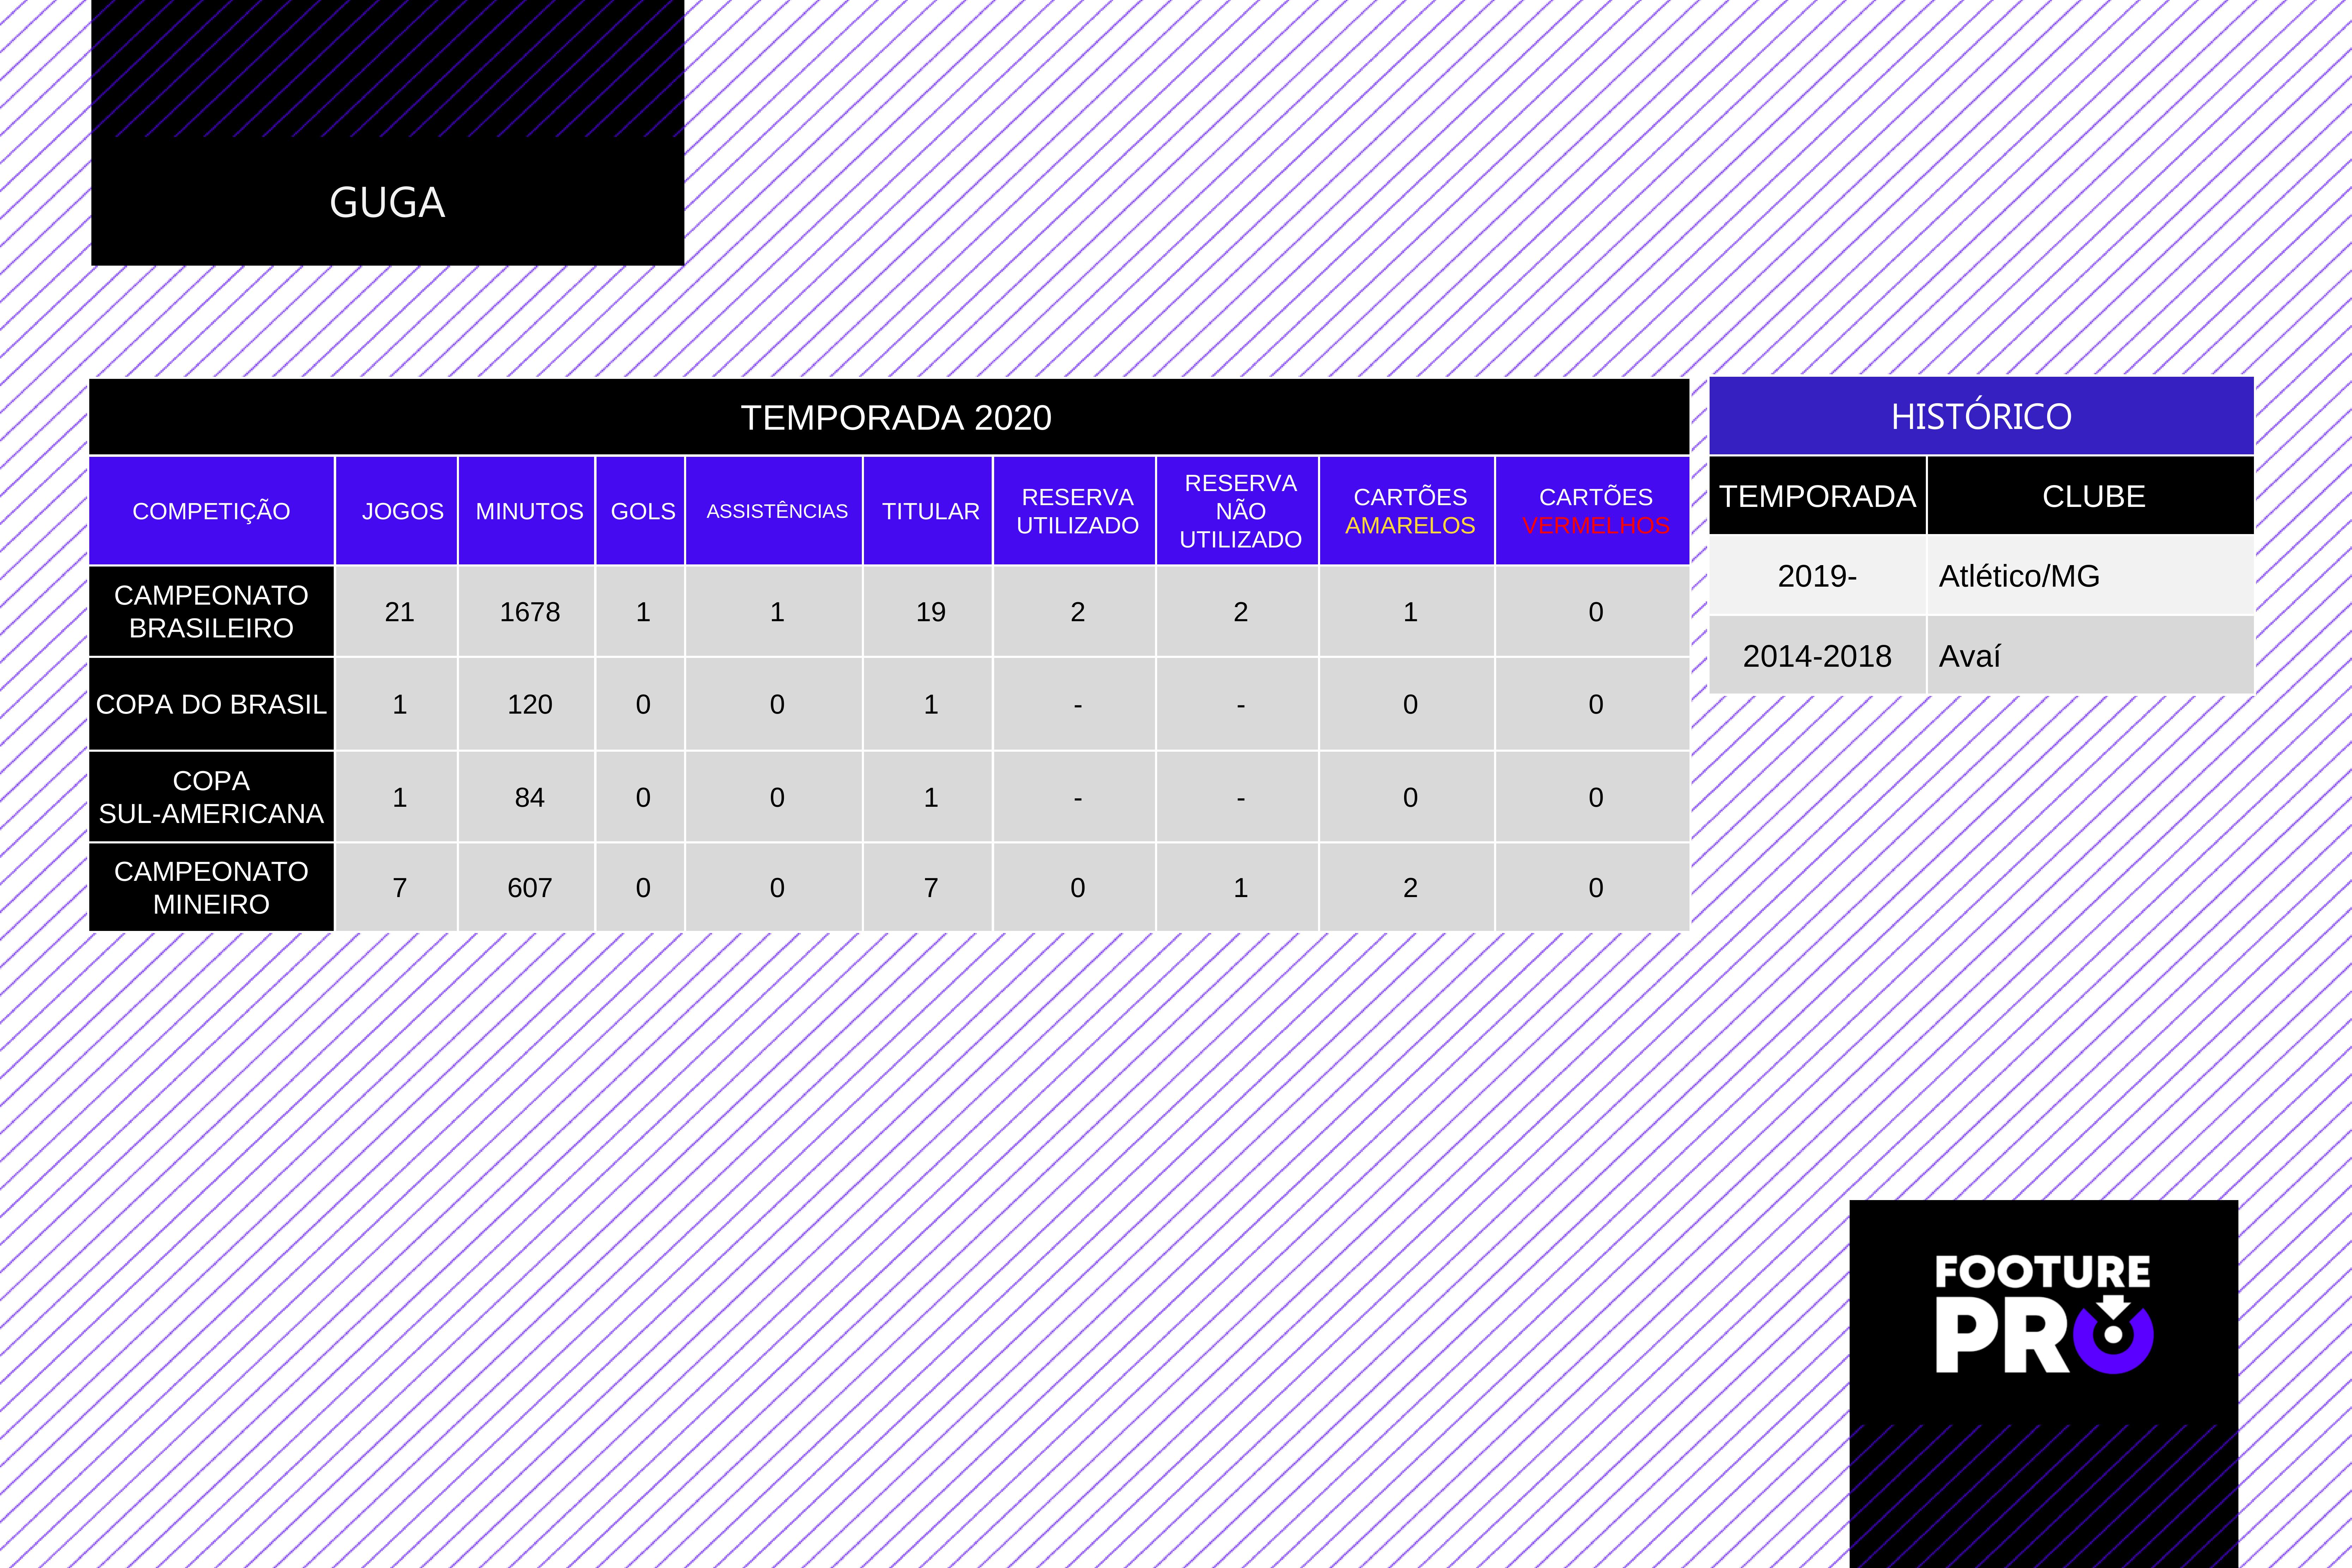 GUGA
TEMPORADA 2020
COMPETIÇÃO JOGOS MINUTOS GOLS ASSISTÊNCIAS TITULAR RESERVA UTILIZADO RESERVA NÃO UTILIZADO CARTÕES AMARELOS CARTÕES VERMELHOS
CAMPEONATO BRASILEIRO 21 1678 1 1 19 2 2 1 0
COPA DO BRASIL 1 120 0 0 1 - - 0 0
COPA SUL-AMERICANA 1 84 0 0 1 - - 0 0
CAMPEONATO MINEIRO 7 607 0 0 7 0 1 2 0
HISTÓRICO
TEMPORADA CLUBE
2019- Atlético/MG
2014-2018 Avaí
FOOTURE
PRO